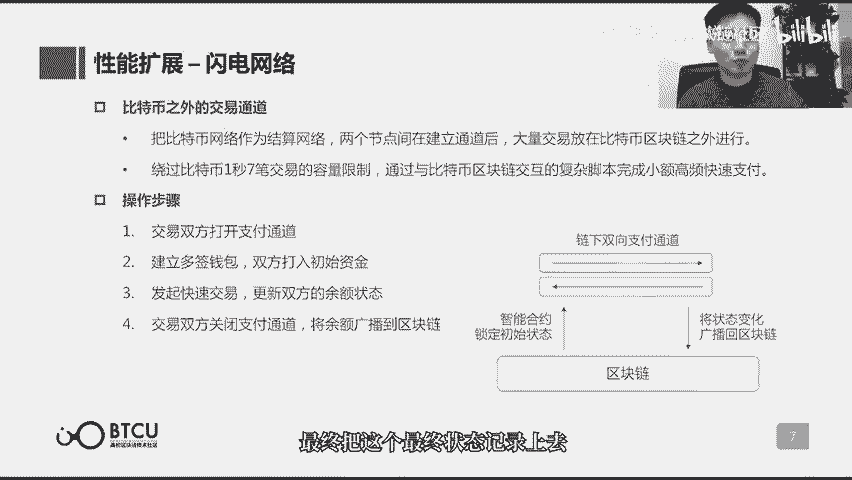 bilibili
性能扩展 – 闪电网络
比特币之外的交易通道
• 把比特币网络作为结算网络，两个节点间在建立通道后，大量交易放在比特币区块链之外进行。
• 绕过比特币1秒7笔交易的容量限制，通过与比特币区块链交互的复杂脚本完成小额高频快速支付。
操作步骤
1. 交易双方打开支付通道
2. 建立多签钱包，双方打入初始资金
3. 发起快速交易，更新双方的余额状态
4. 交易双方关闭支付通道，将余额广播到区块链
链下双向支付通道
智能合约
锁定初始状态
将状态变化
广播回区块链
区块链
BTCU
高校区块链技术社区
最终把这个最终状态记录上去
7